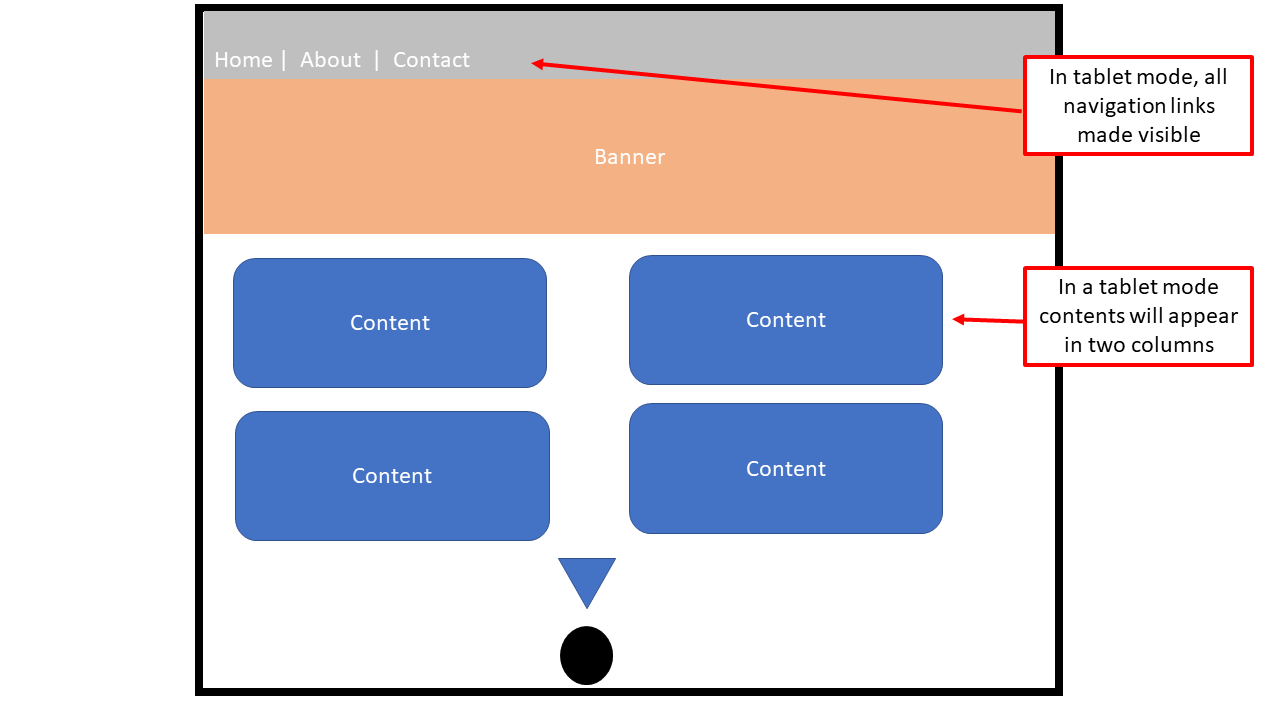 Home | About | Contact
In tablet mode, all
navigation links
made visible
Banner
Content
Content
In a tablet mode
contents will appear
in two columns
Content
Content